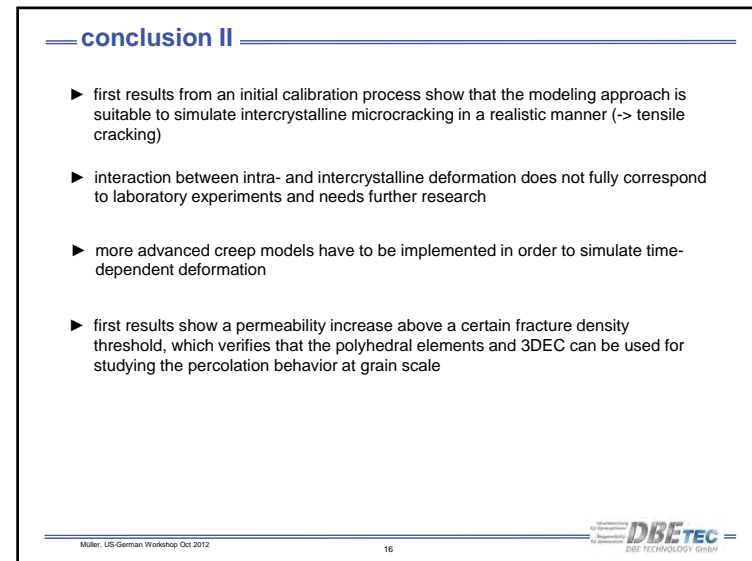 conclusion II
► first results from an initial calibration process show that the modeling approach is
suitable to simulate intercrystalline microcracking in a realistic manner (-> tensile
cracking)
► interaction between intra- and intercrystalline deformation does not fully correspond
to laboratory experiments and needs further research
► more advanced creep models have to be implemented in order to simulate time-
dependent deformation
► first results show a permeability increase above a certain fracture density
threshold, which verifies that the polyhedral elements and 3DEC can be used for
studying the percolation behavior at grain scale
Müller, US-German Workshop Oct 2012
16
DBETEC
DBE TECHNOLOGY GmbH